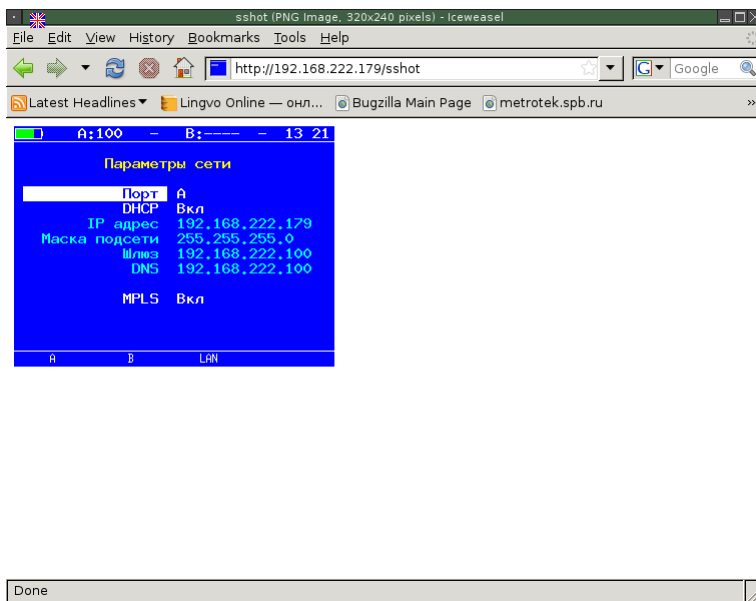 sshot (PNG Image, 320x240 pixels) - Iceweasel
File Edit View History Bookmarks Tools Help
http://192.168.222.179/sshot G Google
Latest Headlines Lingvo Online — онл... Bugzilla Main Page metrotek.spb.ru »
A:100 – B:---- – 13 21
Параметры сети
Порт A
DHCP Вкл
IP адрес 192.168.222.179
Маска подсети 255.255.255.0
Шлюз 192.168.222.100
DNS 192.168.222.100
MPLS Вкл
A B LAN
Done